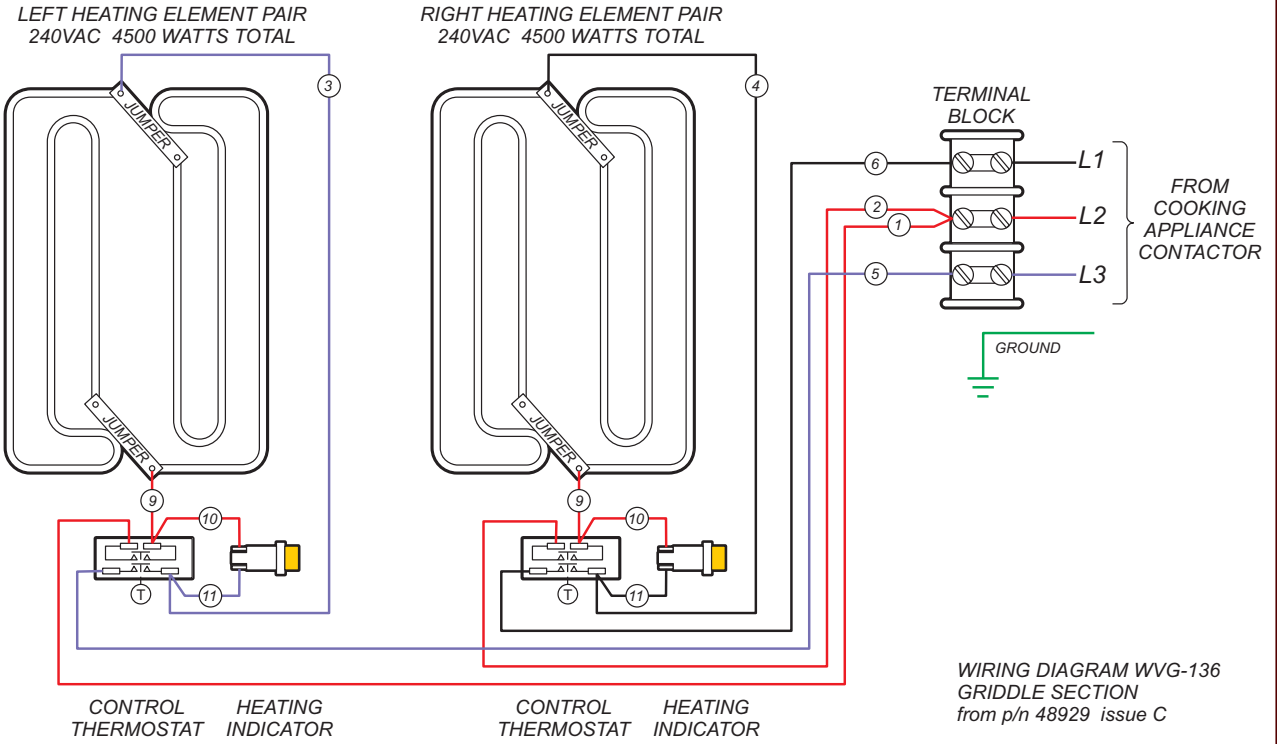 LEFT HEATING ELEMENT PAIR
240VAC 4500 WATTS TOTAL
RIGHT HEATING ELEMENT PAIR
240VAC 4500 WATTS TOTAL
3
4
JUMPER
JUMPER
TERMINAL
BLOCK
6
L1
2
1
L2
5
L3
FROM
COOKING
APPLIANCE
CONTACTOR
GROUND
JUMPER
JUMPER
9
10
9
10
T
11
T
11
CONTROL
THERMOSTAT
HEATING
INDICATOR
CONTROL
THERMOSTAT
HEATING
INDICATOR
WIRING DIAGRAM WVG-136
GRIDDLE SECTION
from p/n 48929 issue C